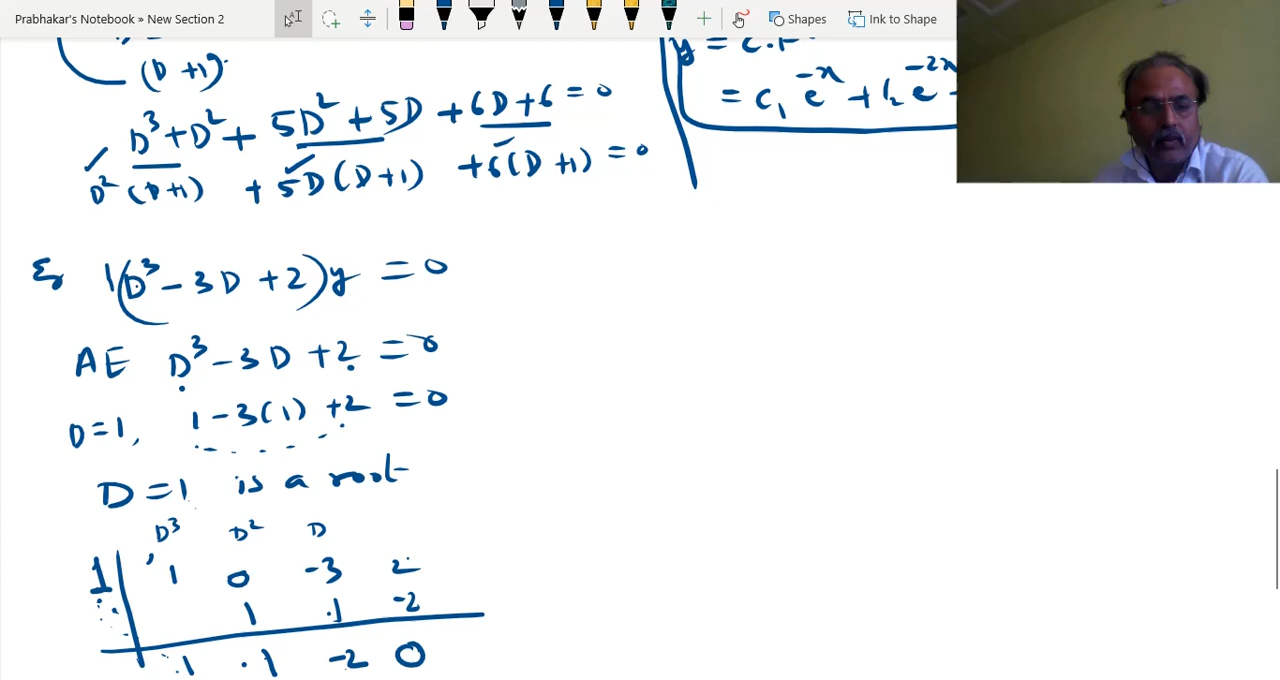 Prabhakar's Notebook » New Section 2
Shapes
Ink to Shape
(D +1)
y = C.F
= c₁ e^-x + c₂ e^-2x
D³+D² + 5D² + 5D + 6D+6 = 0
D² (D+1) + 5D (D+1) + 6(D +1) = 0
(D³ - 3D + 2)y = 0
AE D³ - 3D + 2 = 0
D=1, 1 - 3(1) + 2 = 0
D = 1 is a root
D³ D² D
1 | 1 0 -3 2
1 1 -2
1 1 -2 0